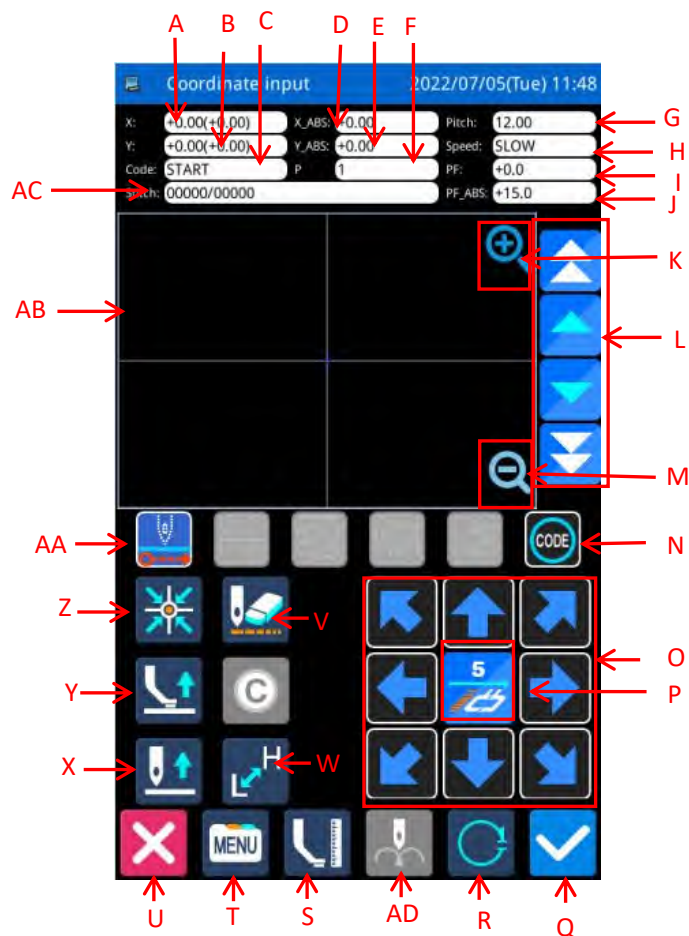 A B C D E F
Coordinate input 2022/07/05(Tue) 11:48
X: +0.00(+0.00) X_ABS: +0.00 Pitch: 12.00 G
Y: +0.00(+0.00) Y_ABS: +0.00 Speed: SLOW H
Code: START P 1 PF: +0.0 I
AC Stitch: 00000/00000 PF_ABS: +15.0 J
K
AB L
M
AA CODE N
Z V O
5 P
Y C
X L H W
MENU
U T S AD R Q